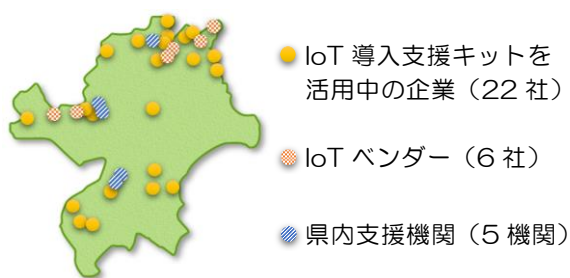 IoT 導入支援キットを
活用中の企業（22 社）
IoT ベンダー（6 社）
県内支援機関（5 機関）